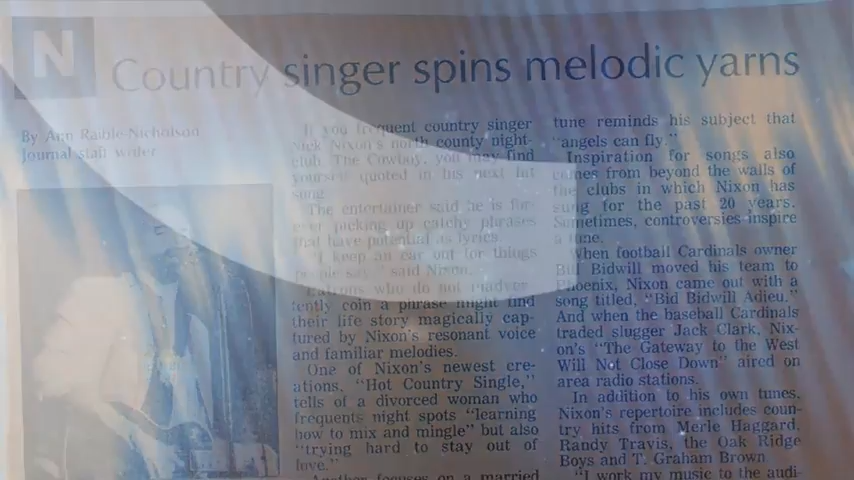 N
Country singer spins melodic yarns
By Ann Raible-Nicholson
Journal staff writer
If you frequent country singer
Nick Nixon's north county night-
club The Cowboy, you may find
yourself quoted in his next hit
song.
The entertainer said he is for-
ever picking up catchy phrases
that have potential as lyrics.
"I keep an ear out for things
people say," said Nixon.
Patrons who do not inadver-
tently coin a phrase might find
their life story magically cap-
tured by Nixon's resonant voice
and familiar melodies.
One of Nixon's newest cre-
ations, "Hot Country Single,"
tells of a divorced woman who
frequents night spots "learning
how to mix and mingle" but also
"trying hard to stay out of
love."
Another focuses on a married
tune reminds his subject that
"angels can fly."
Inspiration for songs also
comes from beyond the walls of
the clubs in which Nixon has
sung for the past 20 years.
Sometimes, controversies inspire
a tune.
When football Cardinals owner
Bill Bidwill moved his team to
Phoenix, Nixon came out with a
song titled, "Bid Bidwill Adieu."
And when the baseball Cardinals
traded slugger Jack Clark, Nix-
on's "The Gateway to the West
Will Not Close Down" aired on
area radio stations.
In addition to his own tunes,
Nixon's repertoire includes coun-
try hits from Merle Haggard,
Randy Travis, the Oak Ridge
Boys and T. Graham Brown.
"I work my music to the audi-